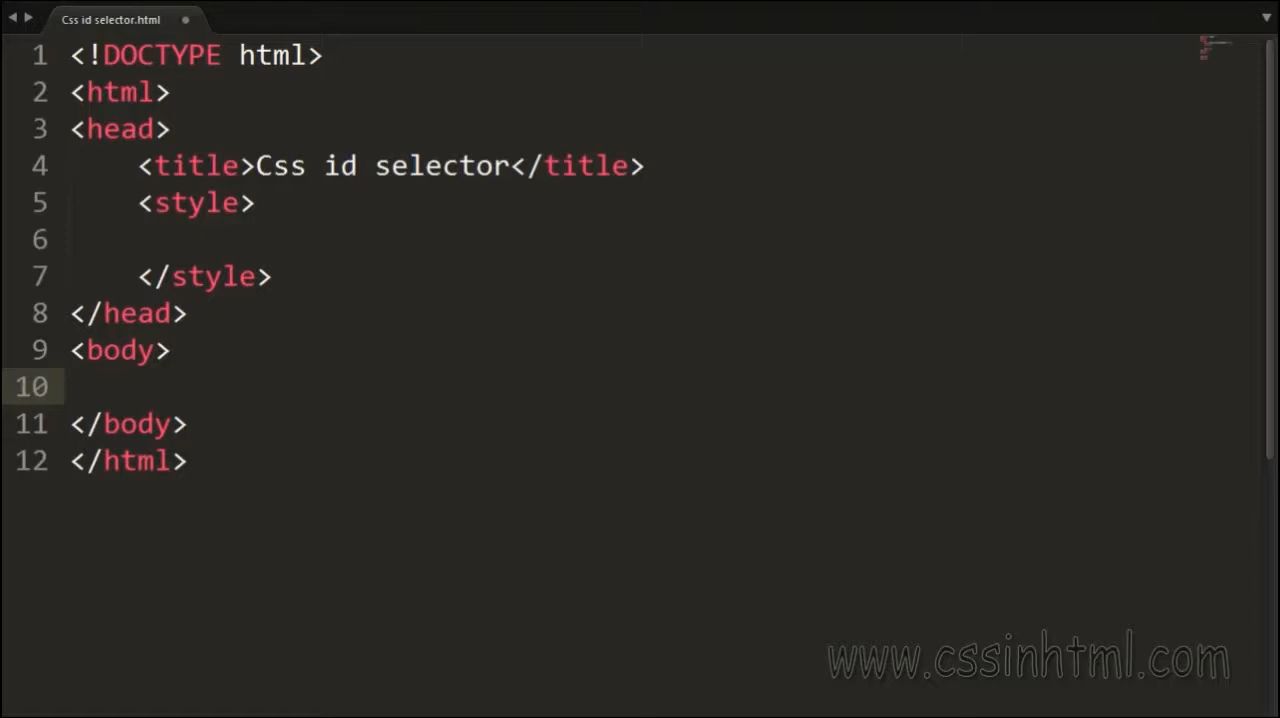 Css id selector.html
1 <!DOCTYPE html>
2 <html>
3 <head>
4     <title>Css id selector</title>
5     <style>
6
7     </style>
8 </head>
9 <body>
10
11 </body>
12 </html>
www.cssinhtml.com